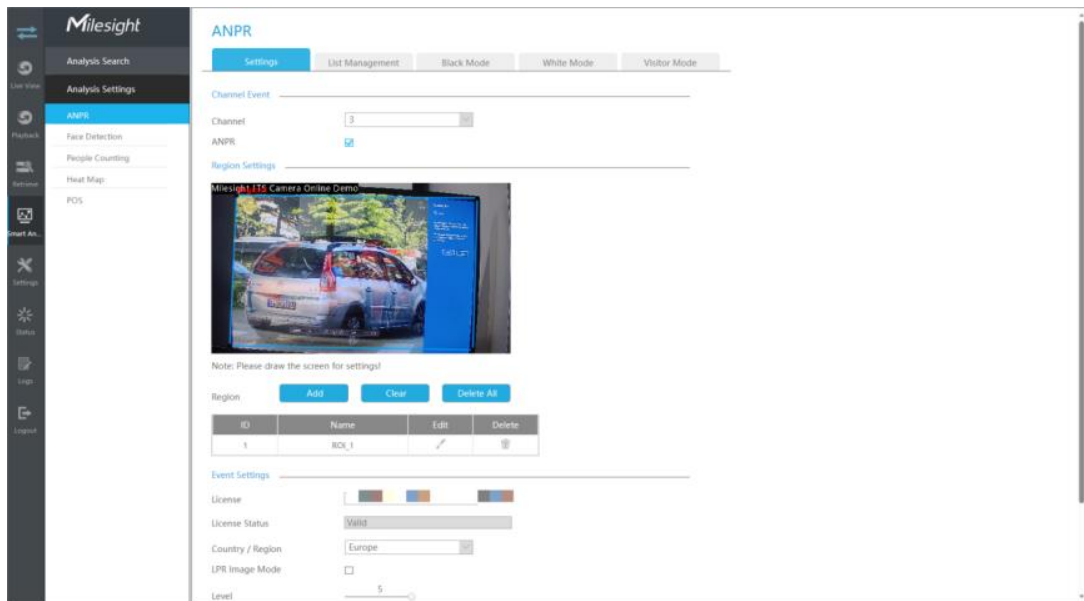 Milesight
ANPR
Analysis Search
Settings
List Management
Black Mode
White Mode
Visitor Mode
Live View
Analysis Settings
Channel Event
ANPR
Channel
3
Playback
Face Detection
ANPR
People Counting
Region Settings
Retrieve
Heat Map
Milesight ITS Camera Online Demo
POS
Smart An...
Settings
Status
Note: Please draw the screen for settings!
Logs
Region
Add
Clear
Delete All
Logout
ID
Name
Edit
Delete
1
ROI_1
Event Settings
License
License Status
Valid
Country / Region
Europe
LPR Image Mode
Level
5